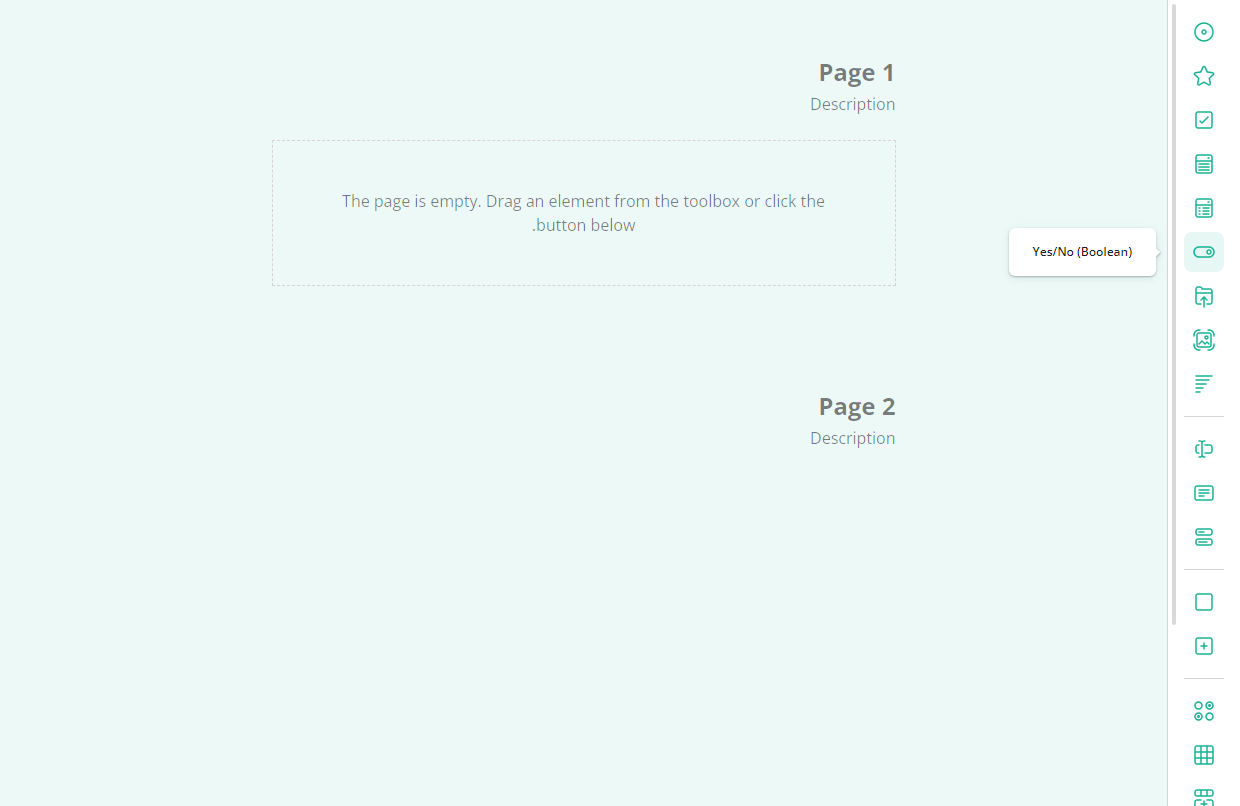 Page 1
Description
The page is empty. Drag an element from the toolbox or click the
.button below
Yes/No (Boolean)
Page 2
Description